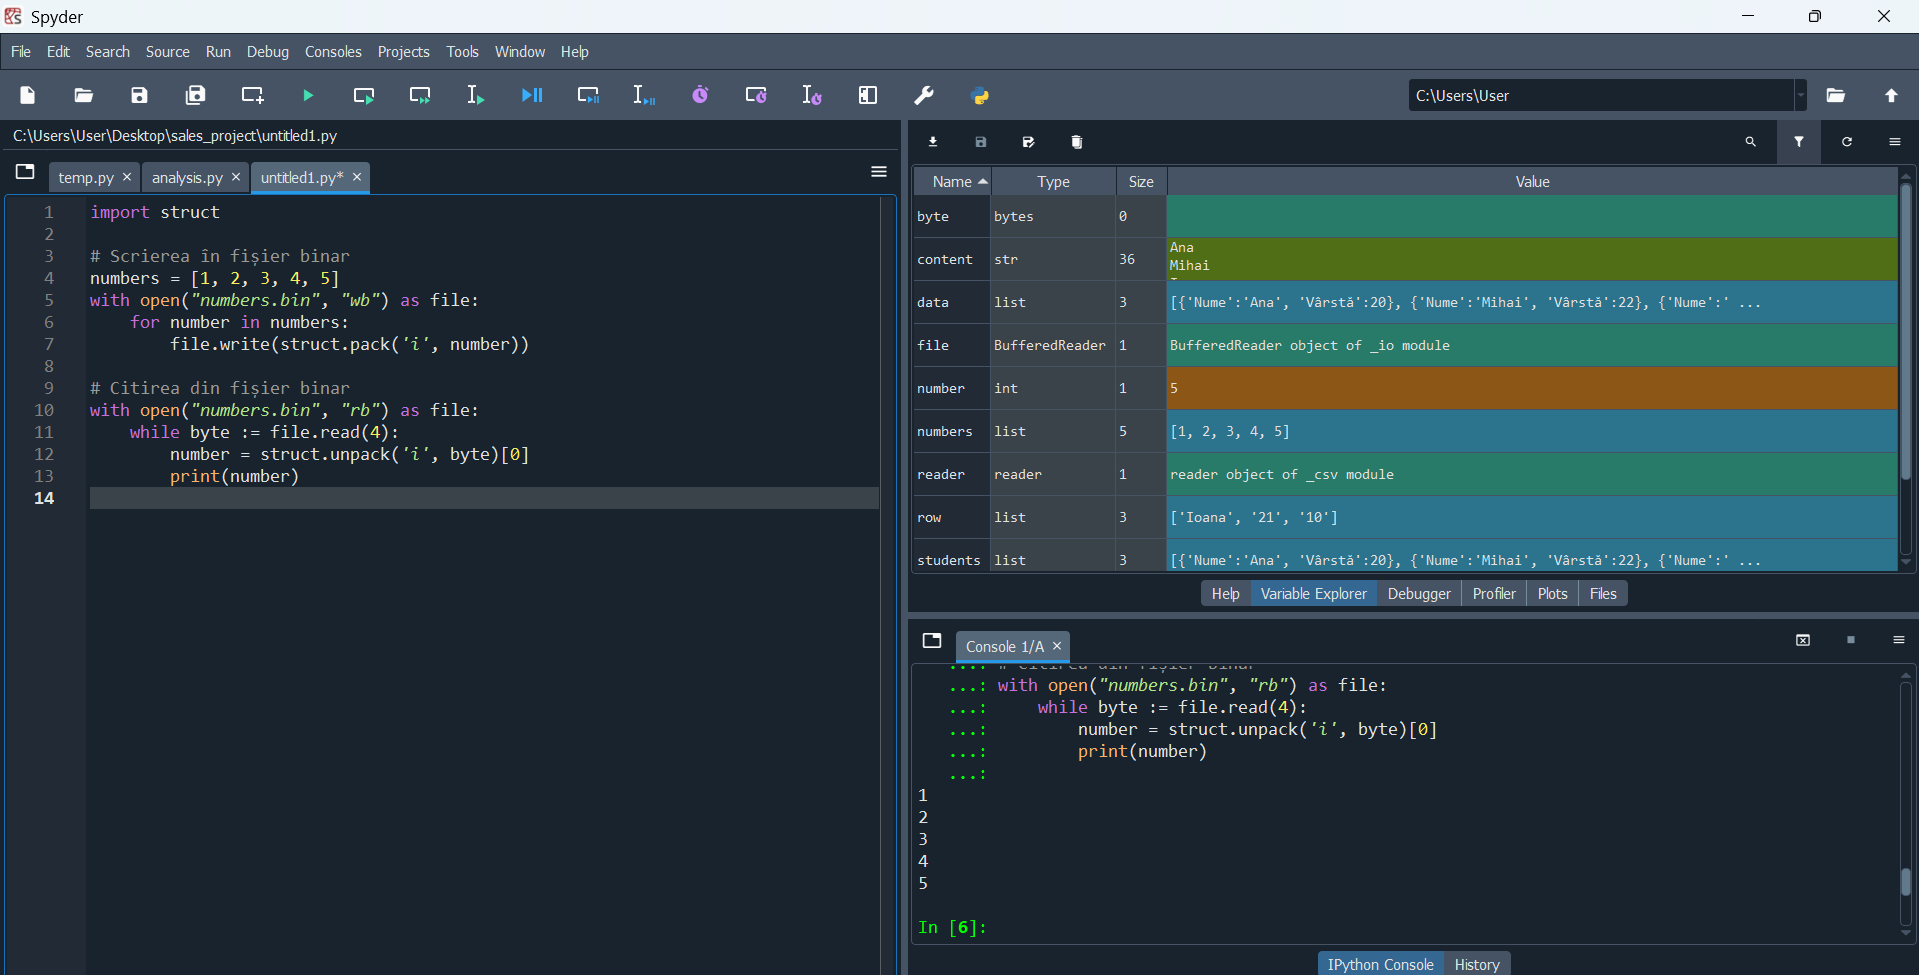 Spyder
File Edit Search Source Run Debug Consoles Projects Tools Window Help
C:\Users\User
C:\Users\User\Desktop\sales_project\untitled1.py
temp.py
analysis.py
untitled1.py*
1 import struct
2
3 # Scrierea în fișier binar
4 numbers = [1, 2, 3, 4, 5]
5 with open("numbers.bin", "wb") as file:
6     for number in numbers:
7         file.write(struct.pack('i', number))
8
9 # Citirea din fișier binar
10 with open("numbers.bin", "rb") as file:
11     while byte := file.read(4):
12         number = struct.unpack('i', byte)[0]
13         print(number)
14
Name Type Size Value
byte bytes 0
content str 36 Ana
Mihai
data list 3 [{'Nume':'Ana', 'Vârstă':20}, {'Nume':'Mihai', 'Vârstă':22}, {'Nume':' ...
file BufferedReader 1 BufferedReader object of _io module
number int 1 5
numbers list 5 [1, 2, 3, 4, 5]
reader reader 1 reader object of _csv module
row list 3 ['Ioana', '21', '10']
students list 3 [{'Nume':'Ana', 'Vârstă':20}, {'Nume':'Mihai', 'Vârstă':22}, {'Nume':' ...
Help Variable Explorer Debugger Profiler Plots Files
Console 1/A
...: # Citirea din fișier binar
...: with open("numbers.bin", "rb") as file:
...:     while byte := file.read(4):
...:         number = struct.unpack('i', byte)[0]
...:         print(number)
...:
1
2
3
4
5
In [6]:
IPython Console History